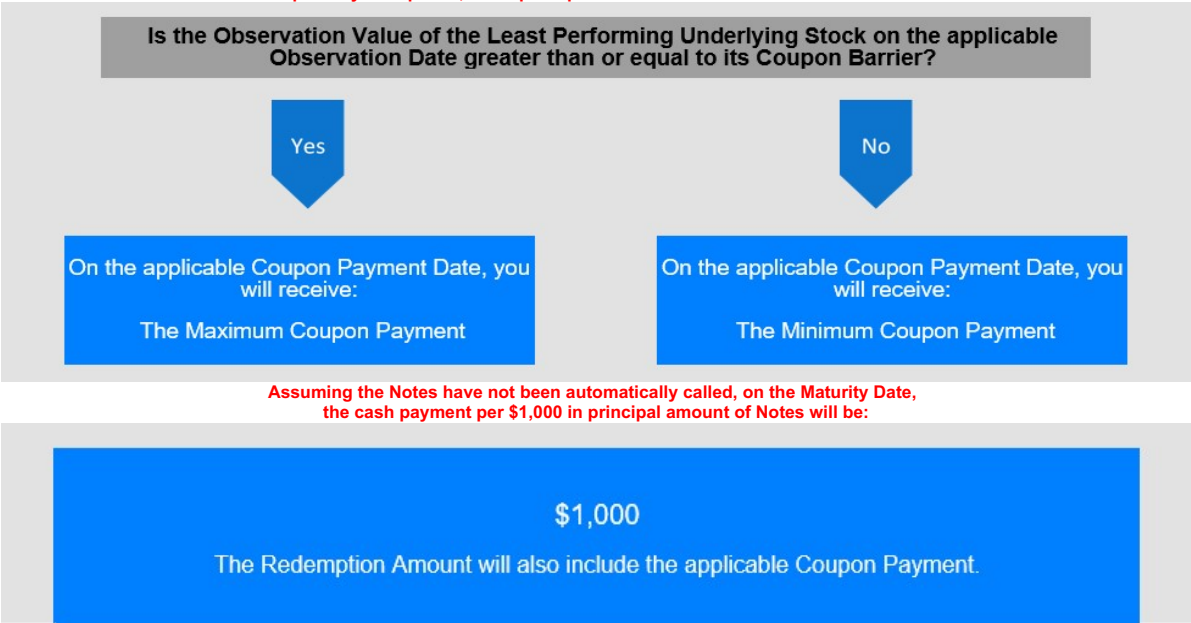 Is the Observation Value of the Least Performing Underlying Stock on the applicable
Observation Date greater than or equal to its Coupon Barrier?
Yes
No
On the applicable Coupon Payment Date, you
will receive:
The Maximum Coupon Payment
On the applicable Coupon Payment Date, you
will receive:
The Minimum Coupon Payment
Assuming the Notes have not been automatically called, on the Maturity Date,
the cash payment per $1,000 in principal amount of Notes will be:
$1,000
The Redemption Amount will also include the applicable Coupon Payment.